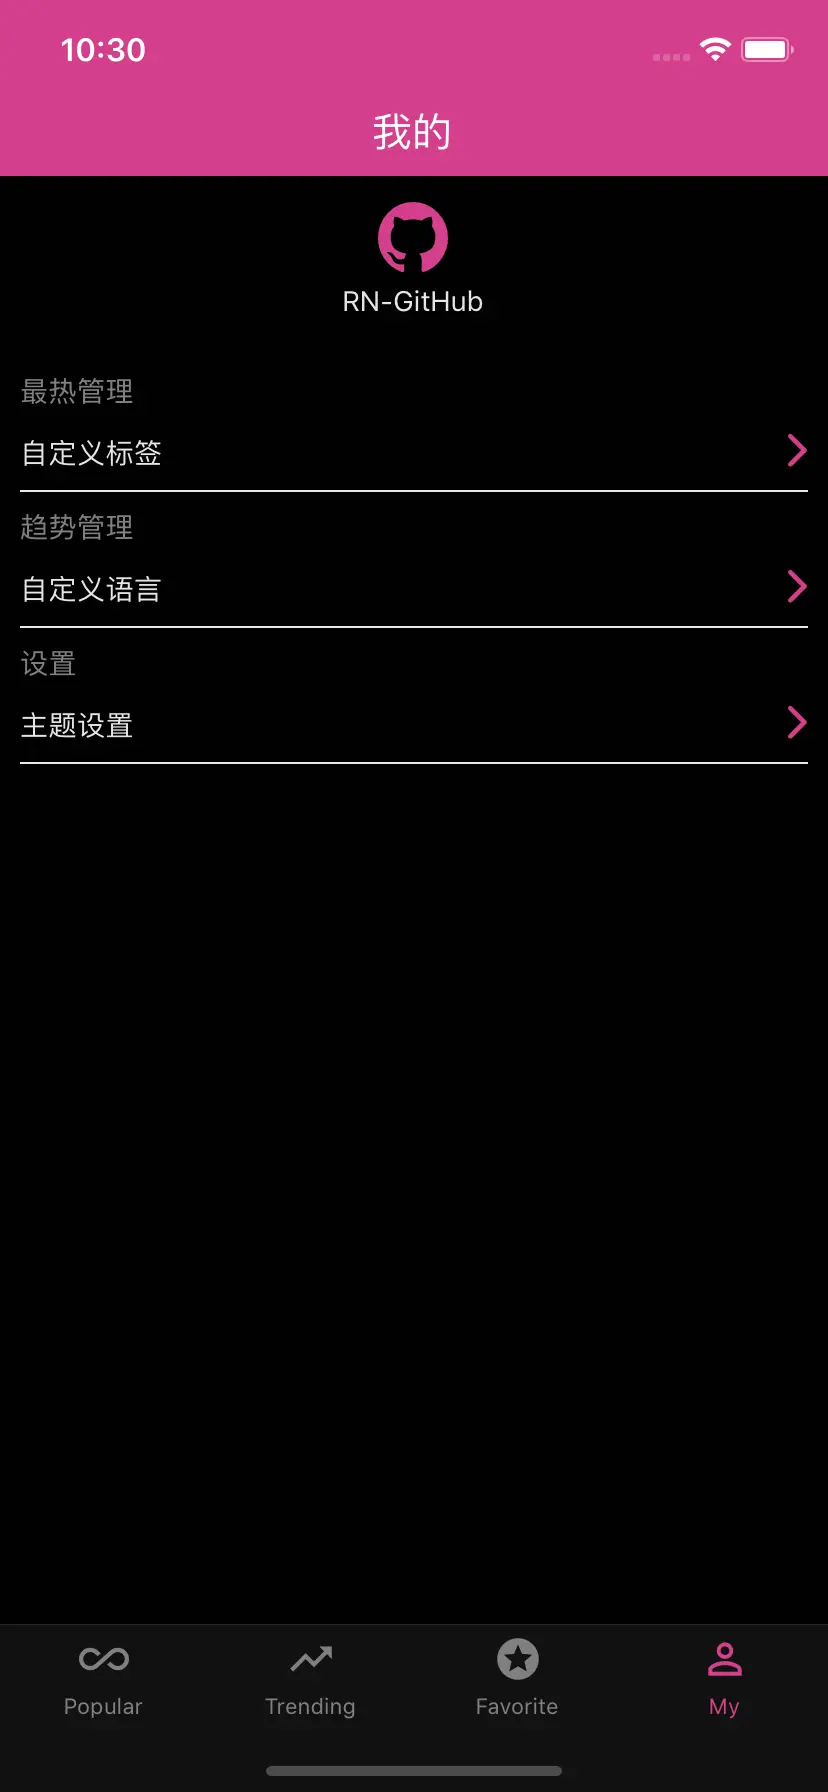 10:30
我的
RN-GitHub
最热管理
自定义标签
趋势管理
自定义语言
设置
主题设置
Popular
Trending
Favorite
My